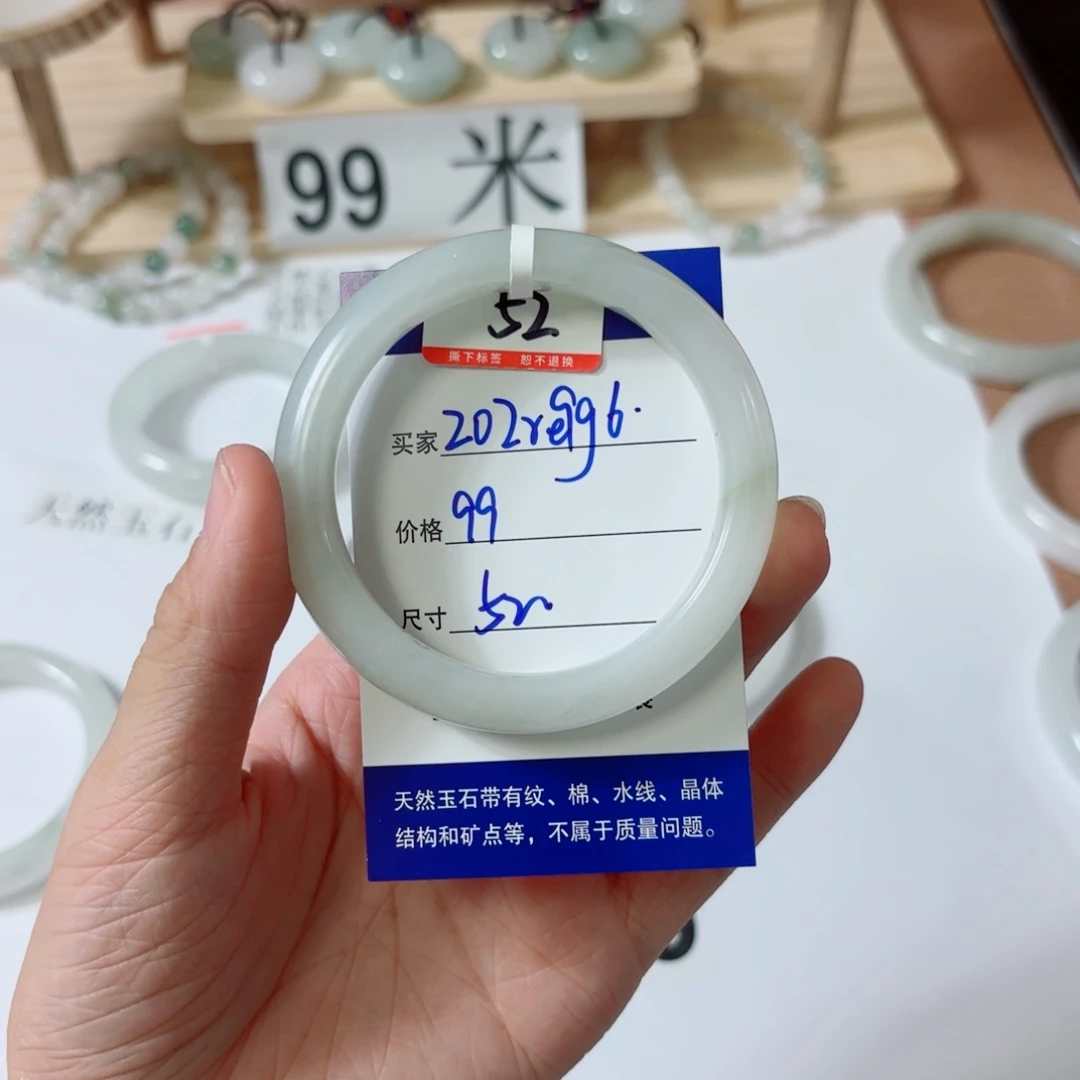 99 米
52
撕下标签 恕不退换
买家 202reqg6.
价格 99
尺寸 52
天然玉石
天然玉石带有纹、棉、水线、晶体
结构和矿点等，不属于质量问题。